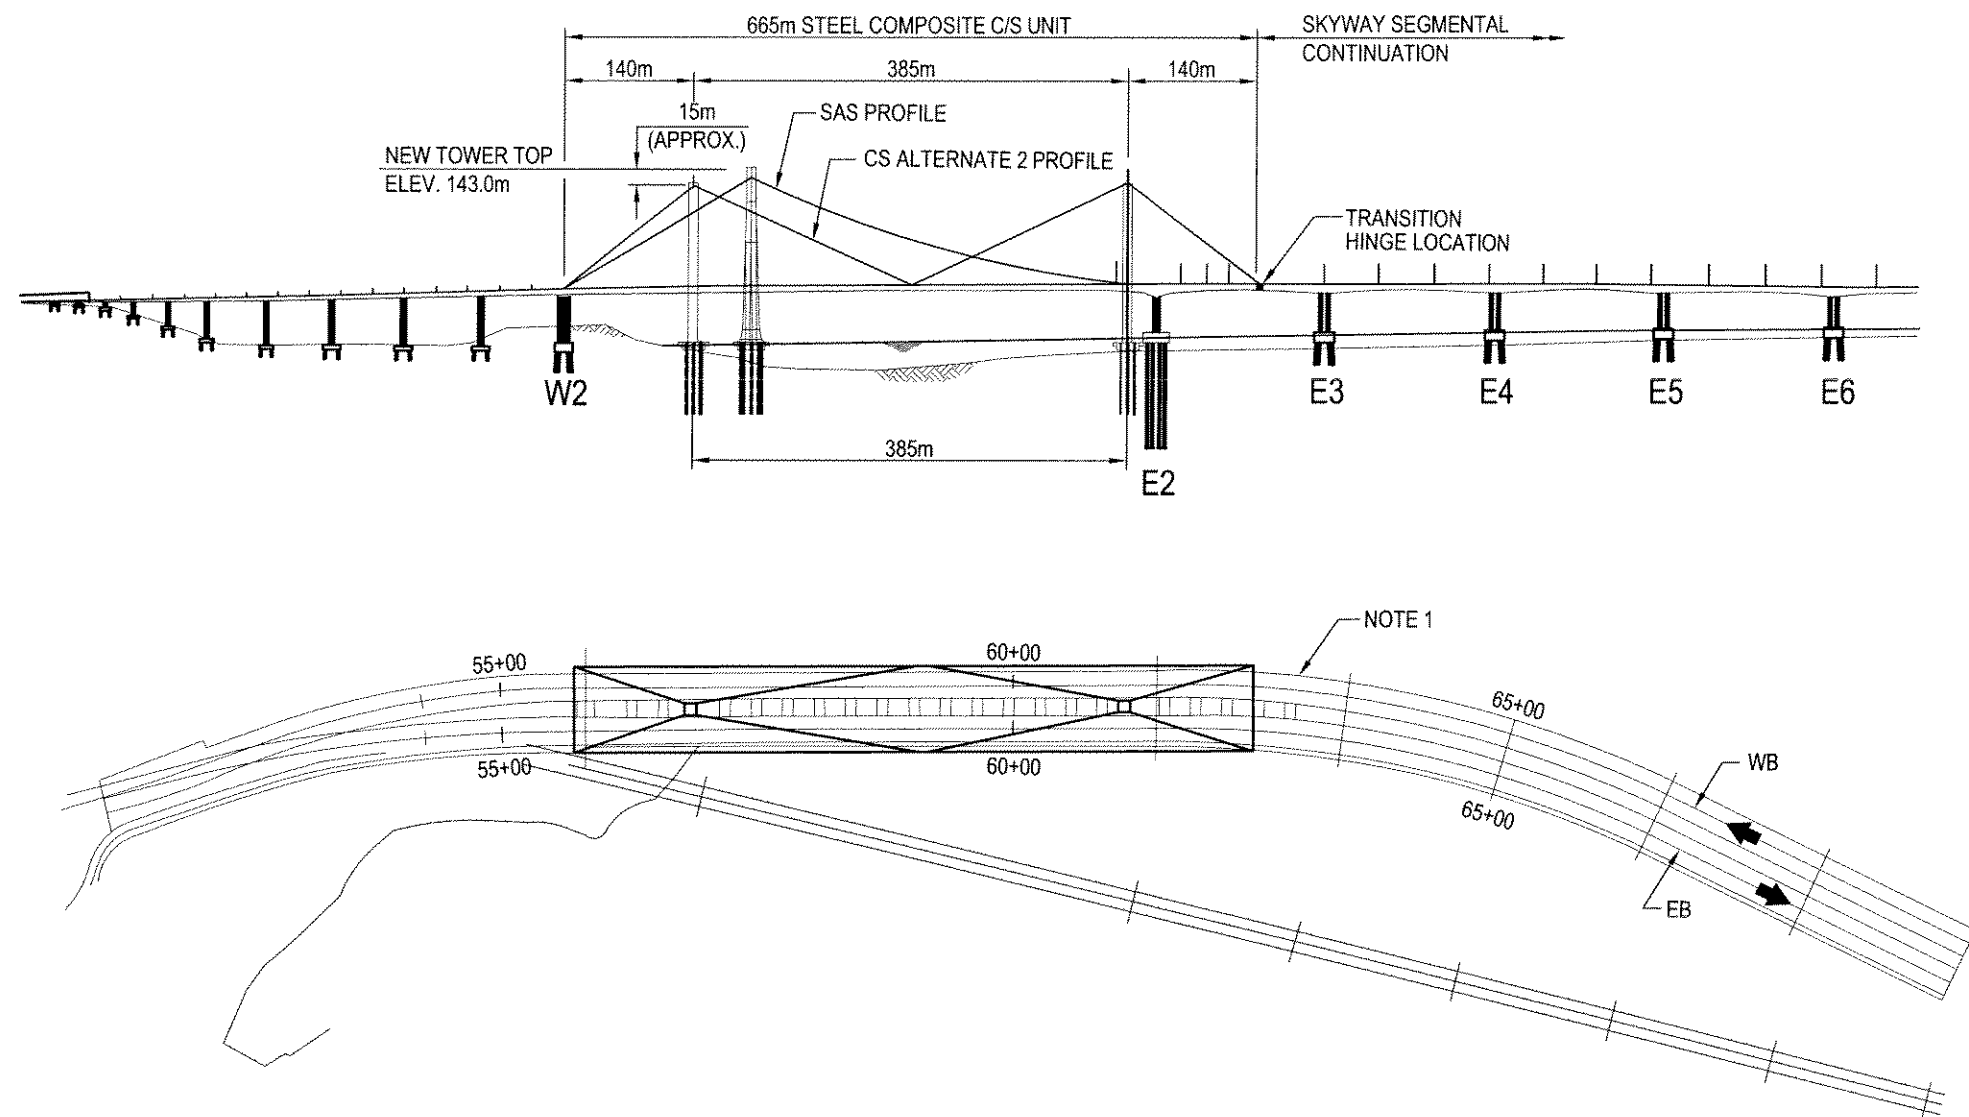 665m STEEL COMPOSITE C/S UNIT
SKYWAY SEGMENTAL
CONTINUATION
140m
385m
140m
15m
(APPROX.)
SAS PROFILE
NEW TOWER TOP
ELEV. 143.0m
CS ALTERNATE 2 PROFILE
TRANSITION
HINGE LOCATION
W2
E3
E4
E5
E6
385m
E2
NOTE 1
55+00
60+00
65+00
55+00
60+00
65+00
WB
EB